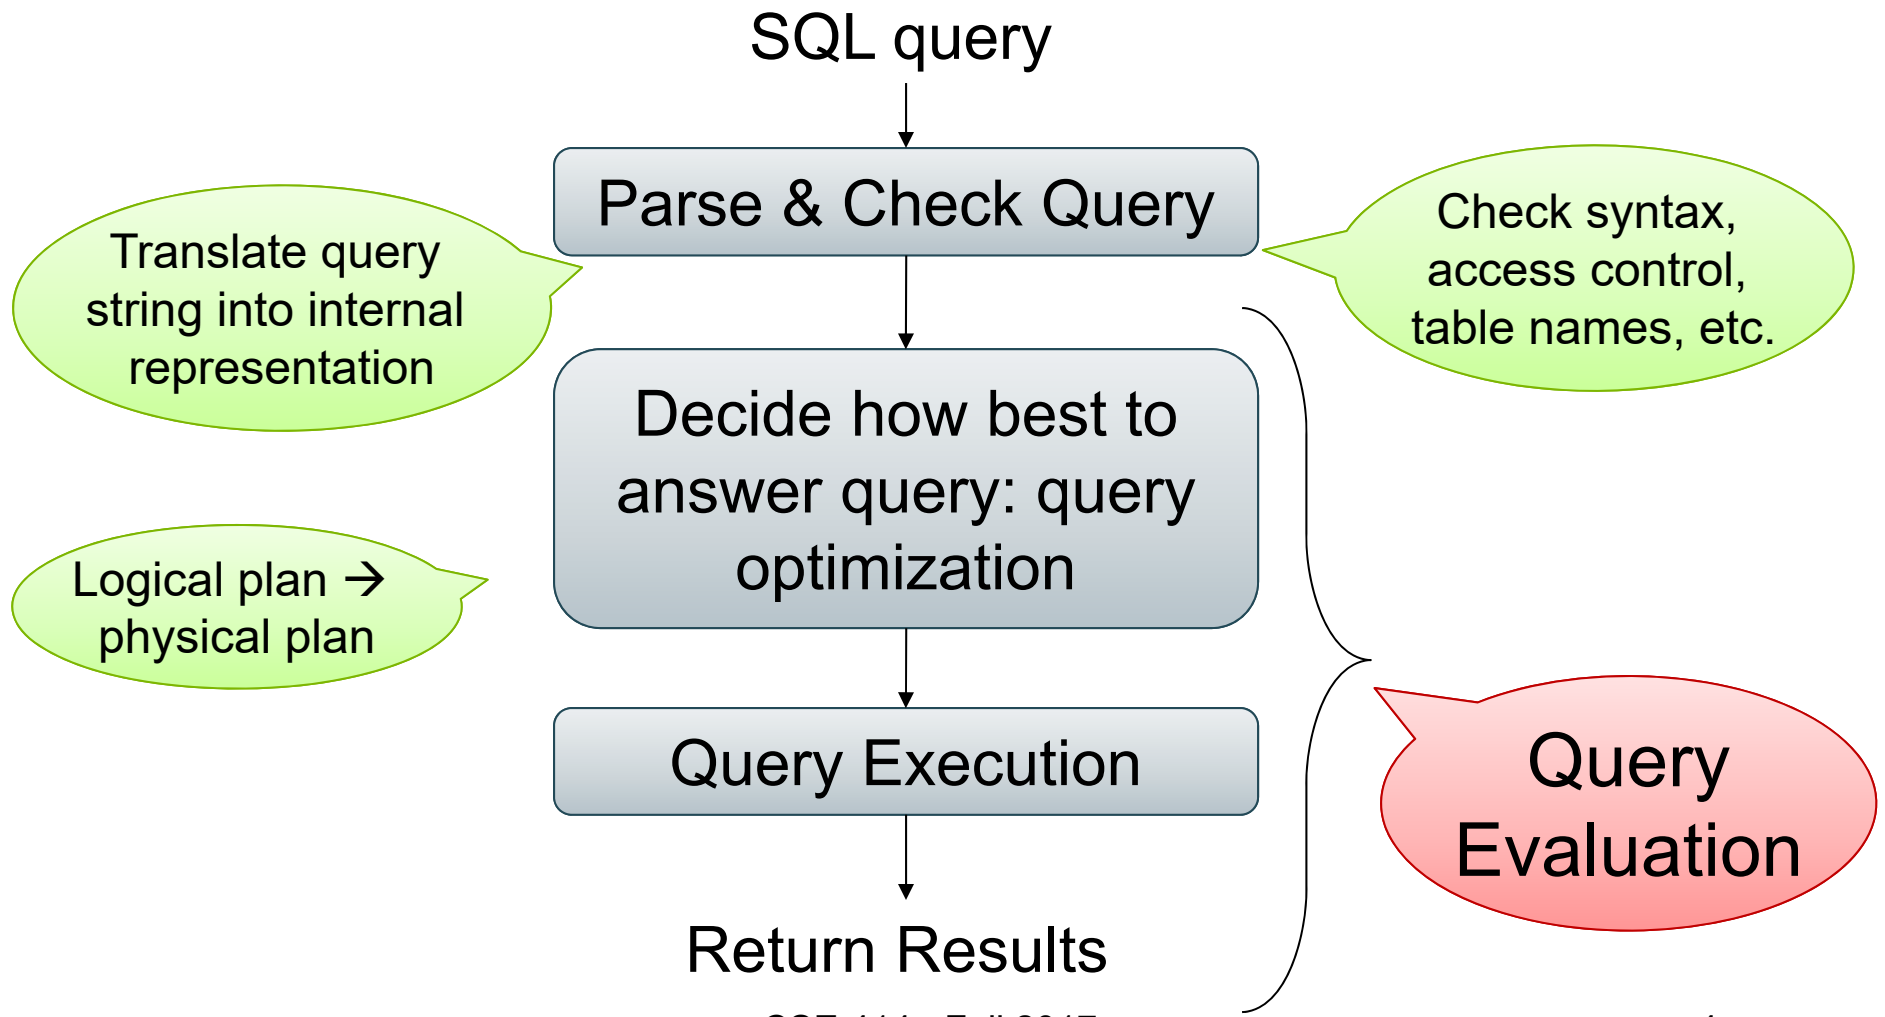 SQL query
Parse & Check Query
Translate query
string into internal
representation
Check syntax,
access control,
table names, etc.
Decide how best to
answer query: query
optimization
Logical plan →
physical plan
Query Execution
Query
Evaluation
Return Results